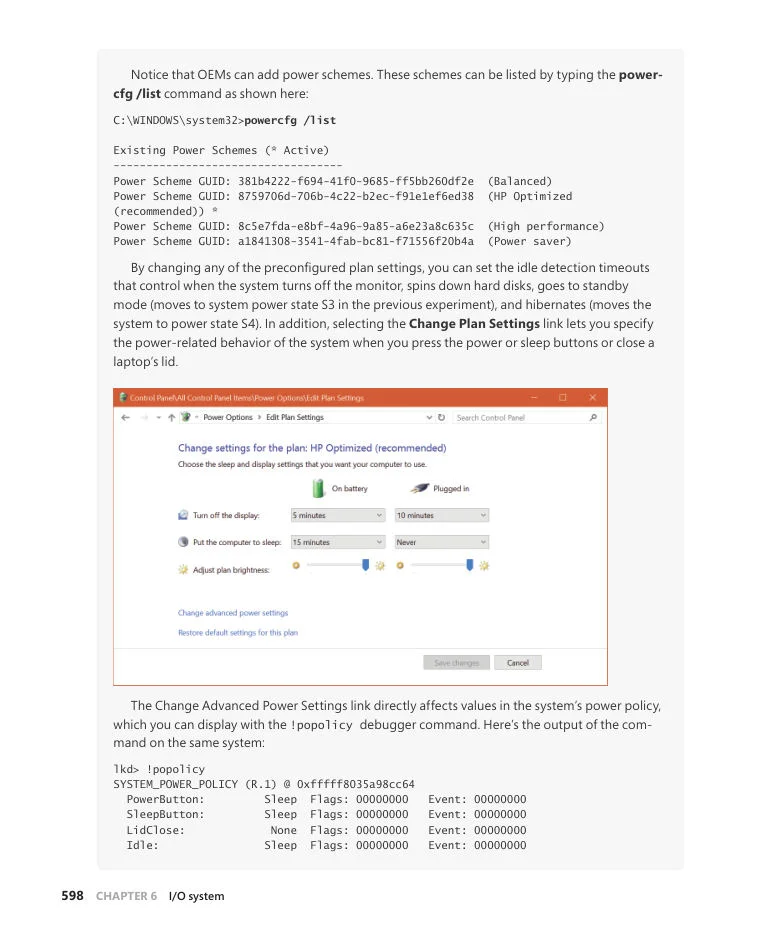 Notice that OEMs can add power schemes. These schemes can be listed by typing the power-
cfg /list command as shown here:
C:\WINDOWS\system32>powercfg /list
Existing Power Schemes (* Active)
-----------------------------------
Power Scheme GUID: 381b4222-f694-41f0-9685-ff5bb260df2e  (Balanced)
Power Scheme GUID: 8759706d-706b-4c22-b2ec-f91e1ef6ed38  (HP Optimized
(recommended)) *
Power Scheme GUID: 8c5e7fda-e8bf-4a96-9a85-a6e23a8c635c  (High performance)
Power Scheme GUID: a1841308-3541-4fab-bc81-f71556f20b4a  (Power saver)
By changing any of the preconfigured plan settings, you can set the idle detection timeouts
that control when the system turns off the monitor, spins down hard disks, goes to standby
mode (moves to system power state S3 in the previous experiment), and hibernates (moves the
system to power state S4). In addition, selecting the Change Plan Settings link lets you specify
the power-related behavior of the system when you press the power or sleep buttons or close a
laptop's lid.
Control Panel\All Control Panel Items\Power Options\Edit Plan Settings
Power Options > Edit Plan Settings Search Control Panel
Change settings for the plan: HP Optimized (recommended)
Choose the sleep and display settings that you want your computer to use.
On battery Plugged in
Turn off the display: 5 minutes 10 minutes
Put the computer to sleep: 15 minutes Never
Adjust plan brightness:
Change advanced power settings
Restore default settings for this plan
Save changes Cancel
The Change Advanced Power Settings link directly affects values in the system's power policy,
which you can display with the !popolicy debugger command. Here's the output of the com-
mand on the same system:
lkd> !popolicy
SYSTEM_POWER_POLICY (R.1) @ 0xfffff8035a98cc64
PowerButton:         Sleep  Flags: 00000000   Event: 00000000
SleepButton:         Sleep  Flags: 00000000   Event: 00000000
LidClose:             None  Flags: 00000000   Event: 00000000
Idle:                Sleep  Flags: 00000000   Event: 00000000
598 CHAPTER 6 I/O system